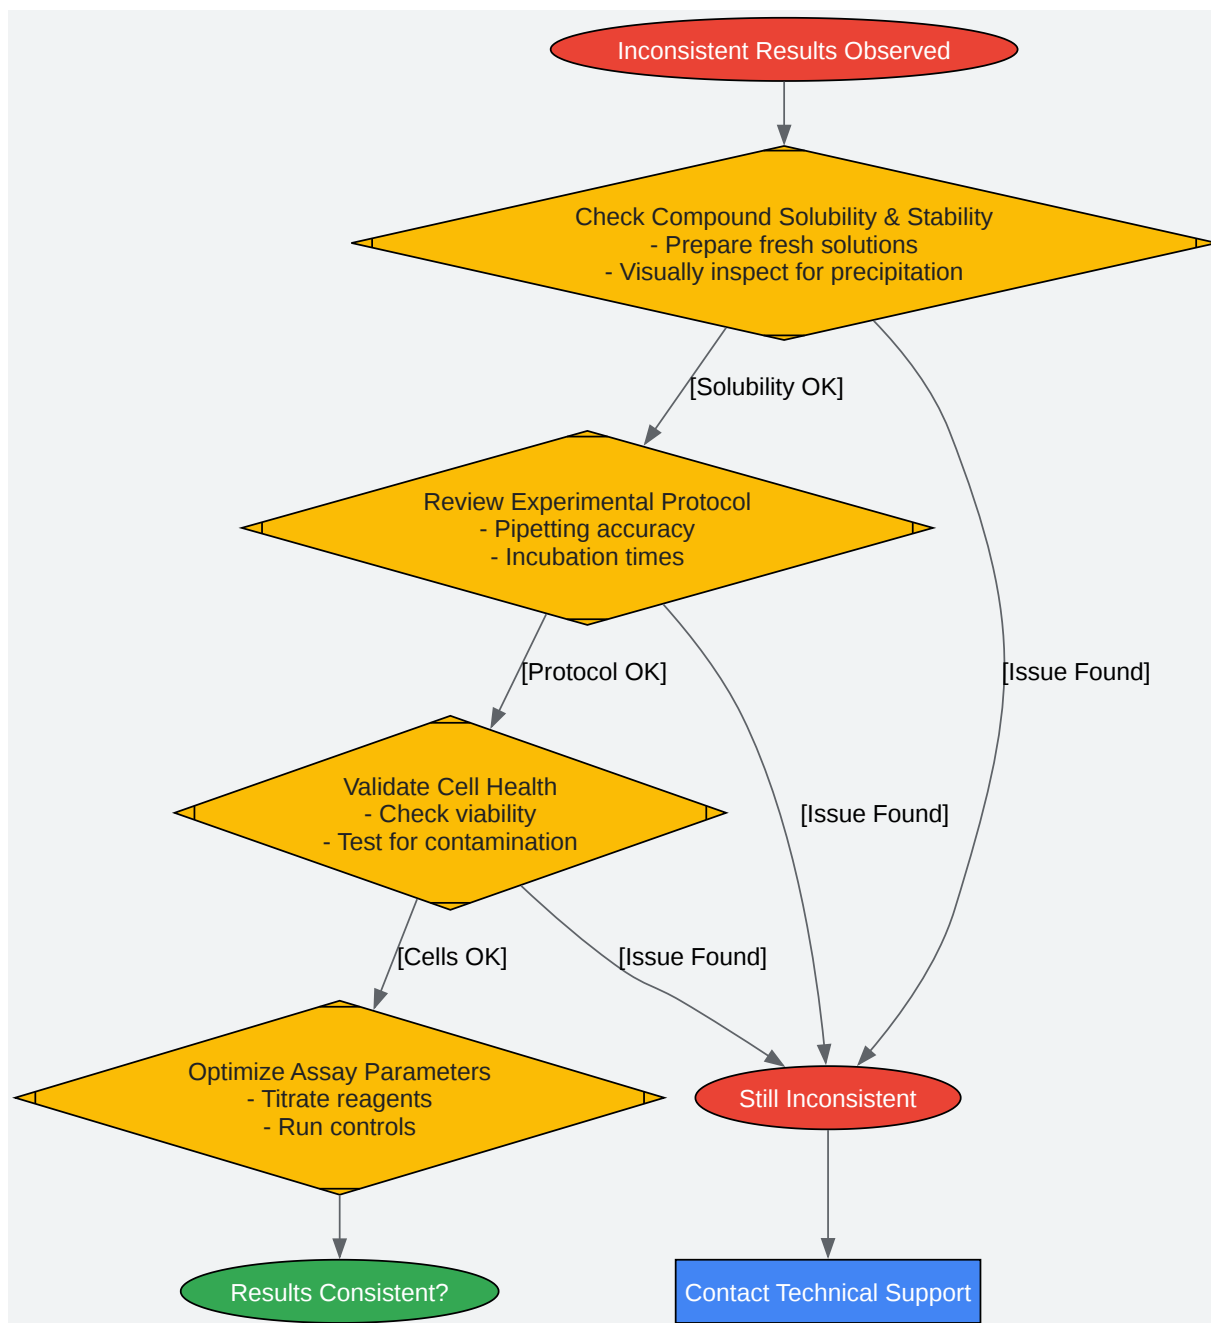 Inconsistent Results Observed
Check Compound Solubility & Stability
- Prepare fresh solutions
- Visually inspect for precipitation
[Solubility OK]
Review Experimental Protocol
- Pipetting accuracy
- Incubation times
[Protocol OK]
[Issue Found]
Validate Cell Health
- Check viability
- Test for contamination
[Issue Found]
[Cells OK]
[Issue Found]
Optimize Assay Parameters
- Titrate reagents
- Run controls
Still Inconsistent
Results Consistent?
Contact Technical Support